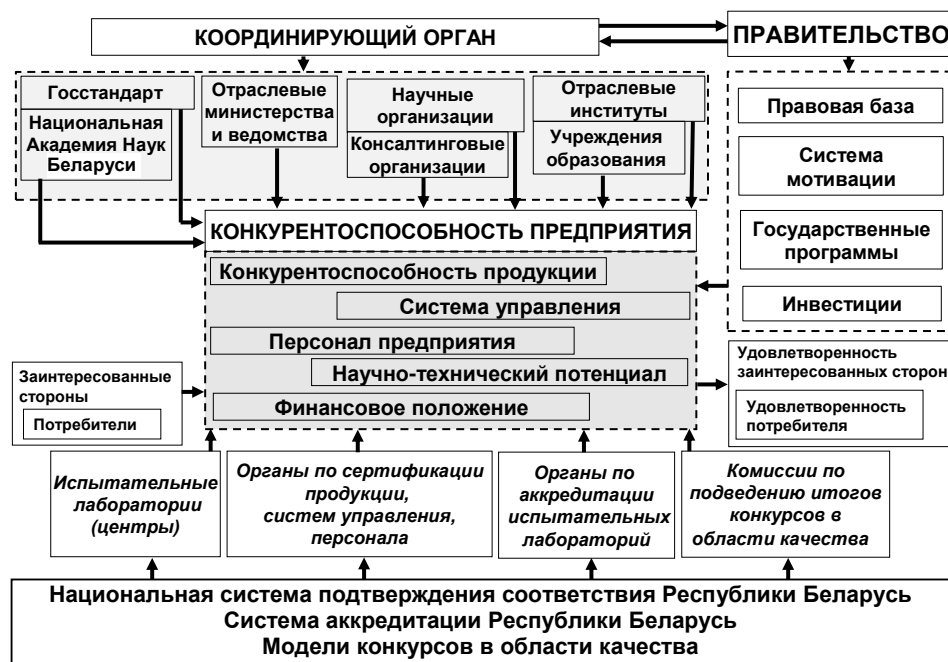 КООРДИНИРУЮЩИЙ ОРГАН
ПРАВИТЕЛЬСТВО
Госстандарт
Национальная
Академия Наук
Беларуси
Отраслевые
министерства
и ведомства
Научные
организации
Консалтинговые
организации
Отраслевые
институты
Учреждения
образования
Правовая база
Система
мотивации
Государственные
программы
Инвестиции
КОНКУРЕНТОСПОСОБНОСТЬ ПРЕДПРИЯТИЯ
Конкурентоспособность продукции
Система управления
Персонал предприятия
Научно-технический потенциал
Финансовое положение
Заинтересованные
стороны
Потребители
Удовлетворенность
заинтересованных сторон
Удовлетворенность
потребителя
Испытательные
лаборатории
(центры)
Органы по сертификации
продукции,
систем управления,
персонала
Органы по
аккредитации
испытательных
лабораторий
Комиссии по
подведению итогов
конкурсов в
области качества
Национальная система подтверждения соответствия Республики Беларусь
Система аккредитации Республики Беларусь
Модели конкурсов в области качества